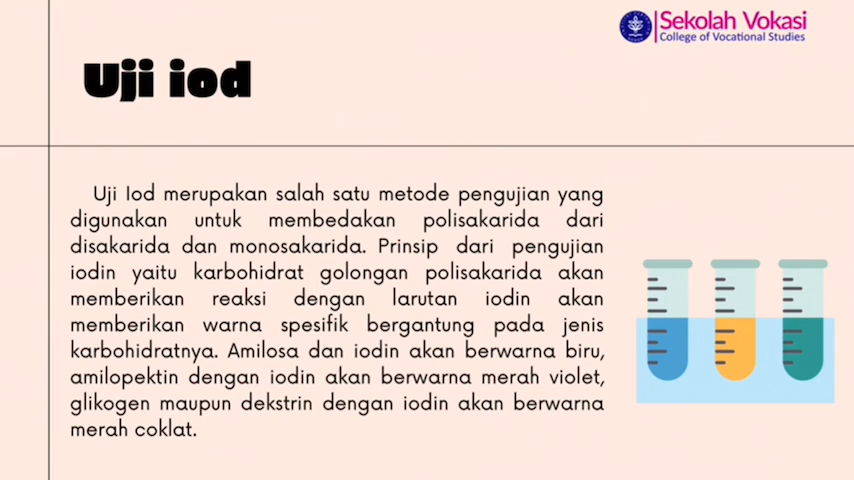 Sekolah Vokasi
College of Vocational Studies
Uji iod
Uji Iod merupakan salah satu metode pengujian yang
digunakan untuk membedakan polisakarida dari
disakarida dan monosakarida. Prinsip dari pengujian
iodin yaitu karbohidrat golongan polisakarida akan
memberikan reaksi dengan larutan iodin akan
memberikan warna spesifik bergantung pada jenis
karbohidratnya. Amilosa dan iodin akan berwarna biru,
amilopektin dengan iodin akan berwarna merah violet,
glikogen maupun dekstrin dengan iodin akan berwarna
merah coklat.